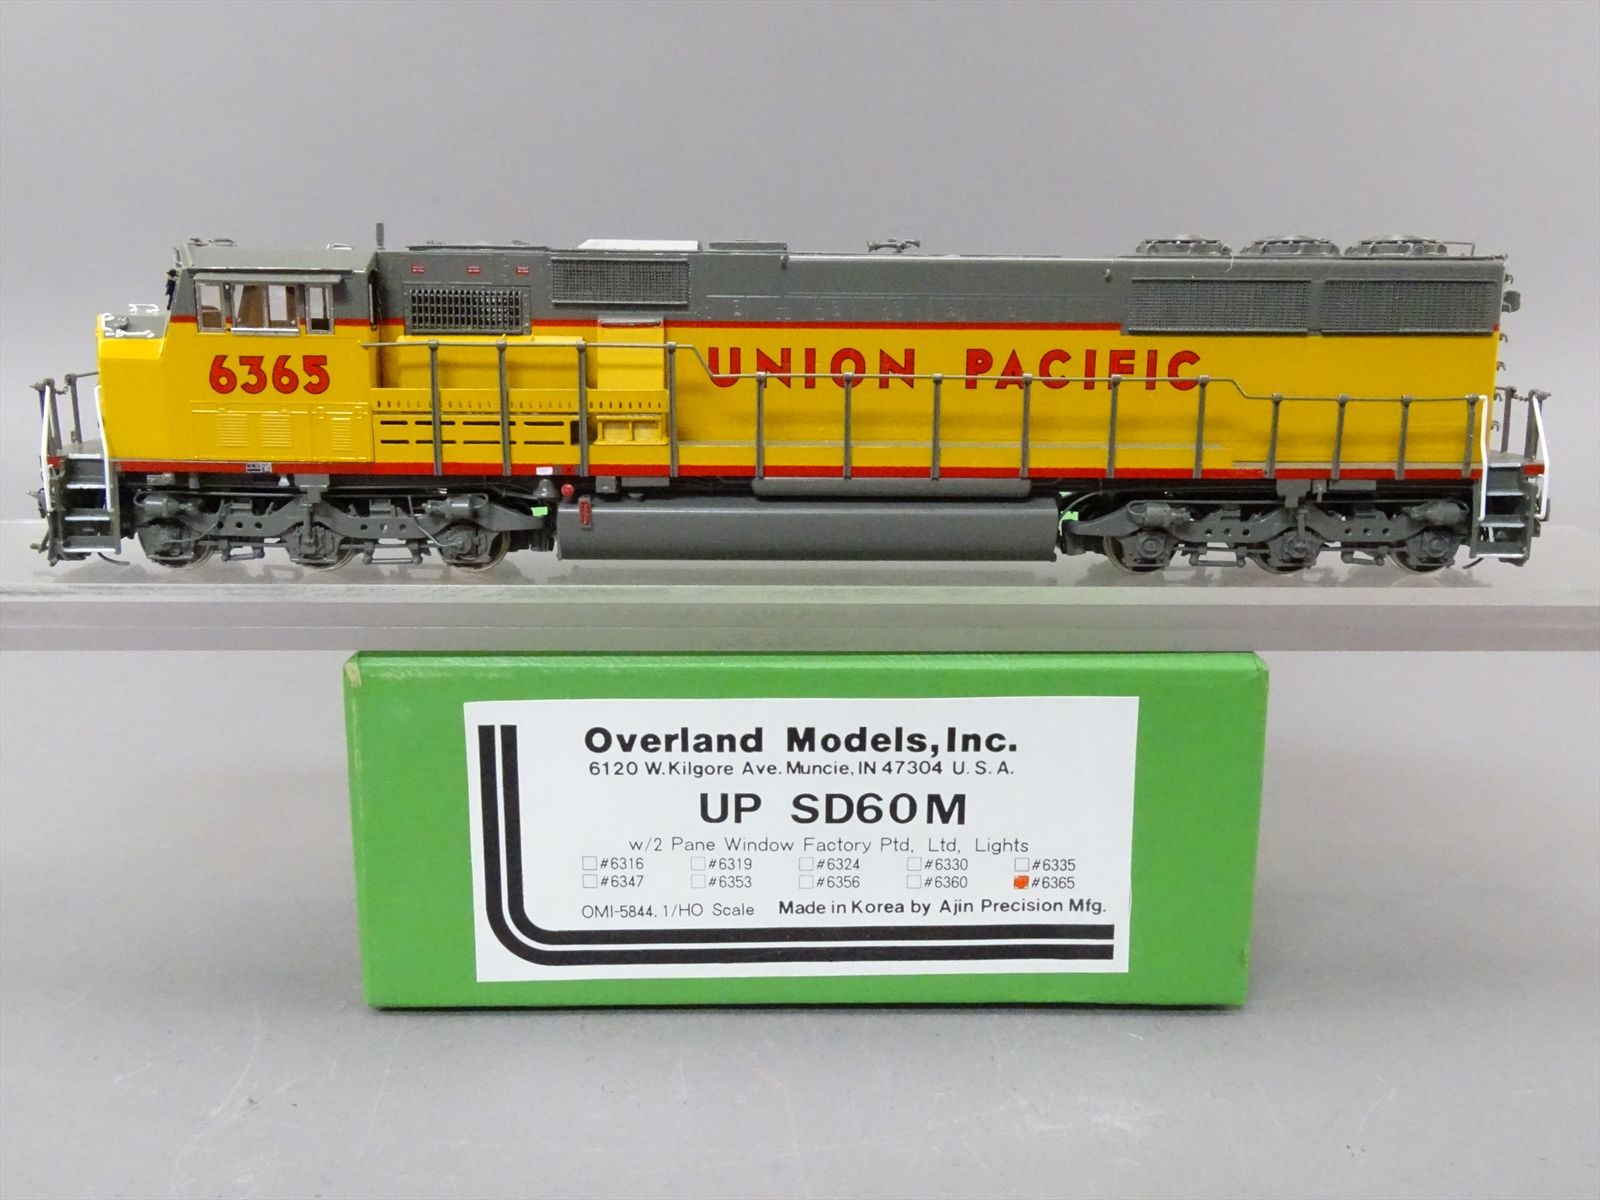 6365
UNION PACIFIC
Overland Models, Inc.
6120 W. Kilgore Ave. Muncie, IN 47304 U. S. A.
UP SD60M
w/2 Pane Window Factory Ptd, Ltd, Lights
#6316 #6319 #6324 #6330 #6335
#6347 #6353 #6356 #6360 #6365
OMI-5844. 1/HO Scale Made in Korea by Ajin Precision Mfg.